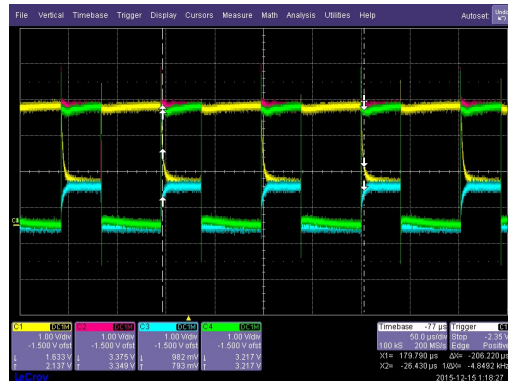 File Vertical Timebase Trigger Display Cursors Measure Math Analysis Utilities Help Autoset Undo
C1 DC1M C2 DC1M C3 DC1M C4 DC1M Timebase -77 µs Trigger C1
1.00 V/div 1.00 V/div 1.00 V/div 1.00 V/div 50.0 µs/div Stop -2.35 V
-1.500 V ofst -1.500 V ofst -1.500 V ofst -1.500 V ofst 100 kS 200 MS/s Edge Positive
1.633 V 3.375 V 982 mV 3.217 V X1= 179.790 µs ΔX= -206.220 µs
2.137 V 3.349 V 793 mV 3.217 V X2= -26.430 µs 1/ΔX= -4.8492 kHz
LeCroy 2015-12-15 1:18:27